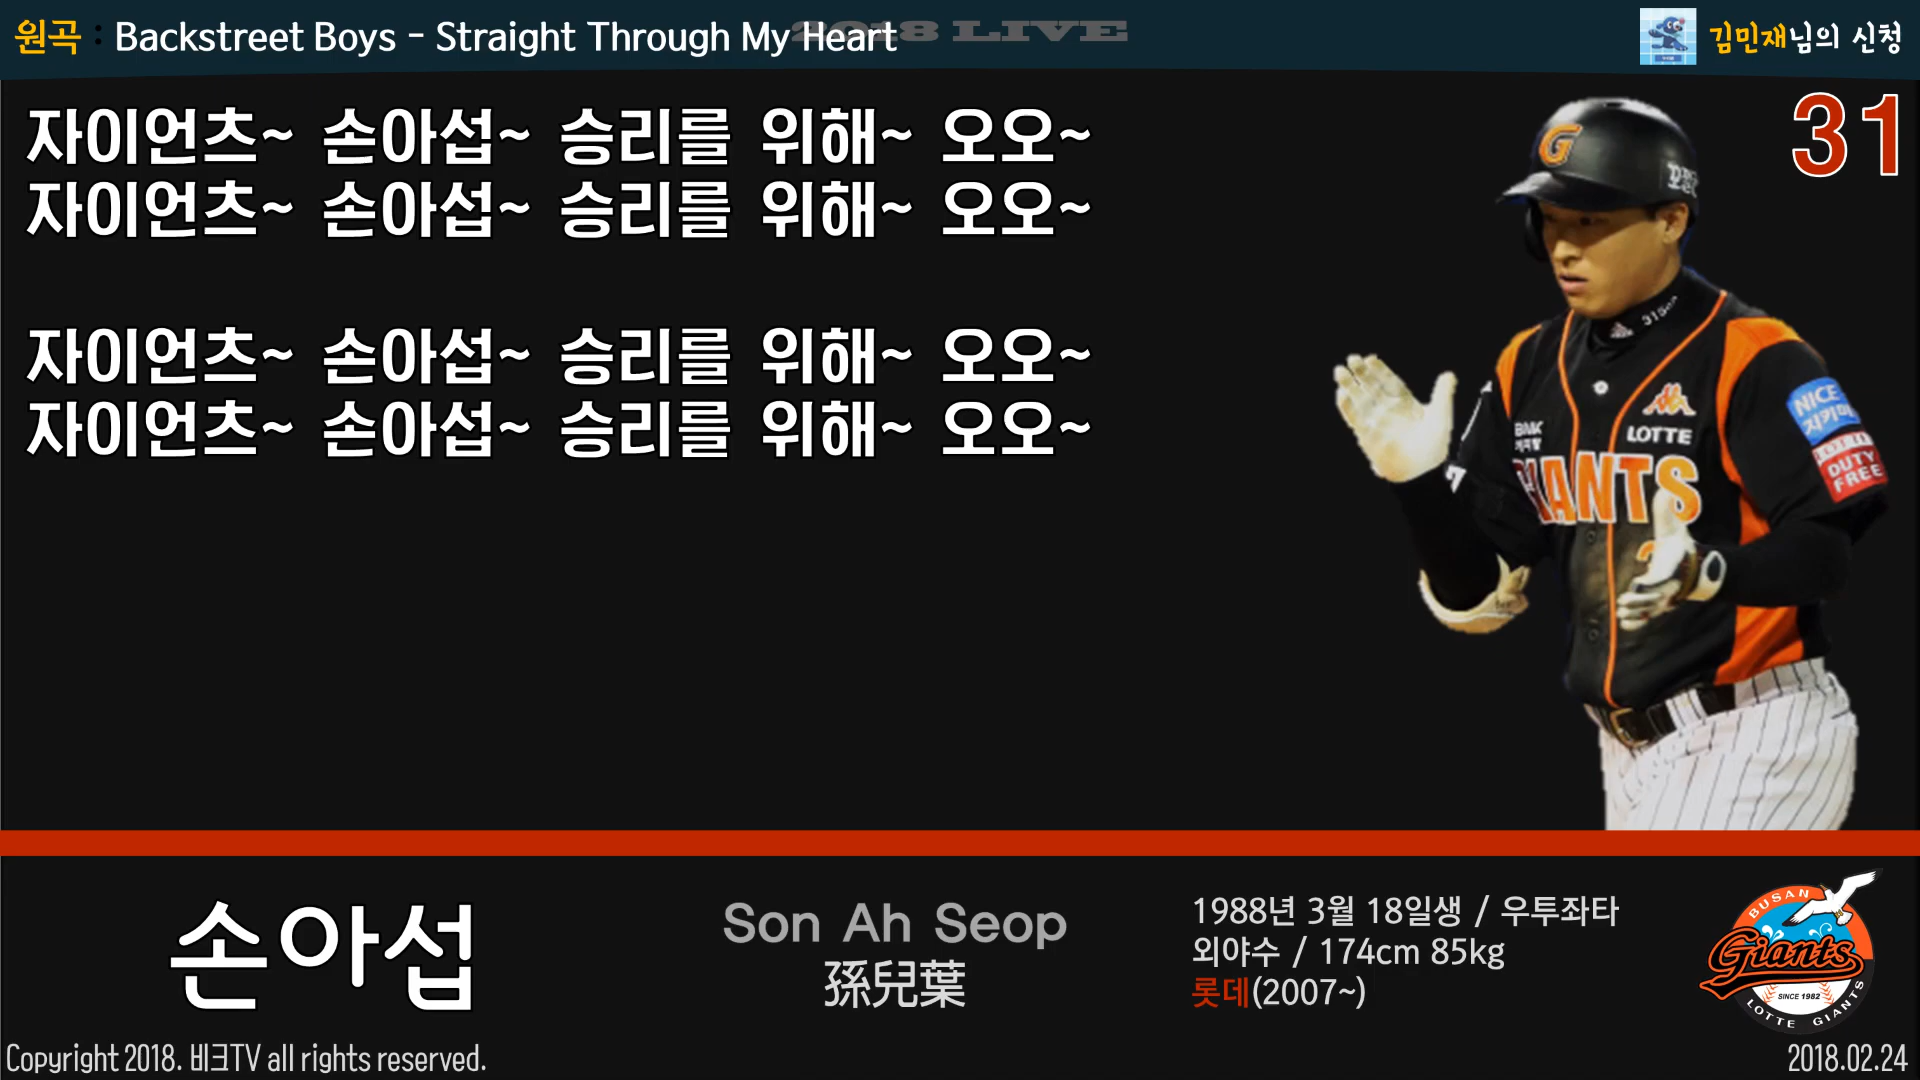 원곡 : Backstreet Boys - Straight Through My Heart
2018 LIVE
김민재님의 신청
31
자이언츠~ 손아섭~ 승리를 위해~ 오오~
자이언츠~ 손아섭~ 승리를 위해~ 오오~
자이언츠~ 손아섭~ 승리를 위해~ 오오~
자이언츠~ 손아섭~ 승리를 위해~ 오오~
G
NICE
지키미
LOTTE
DUTY
FREE
BNK
LOTTE
GIANTS
손아섭
Son Ah Seop
孫兒葉
1988년 3월 18일생 / 우투좌타
외야수 / 174cm 85kg
롯데(2007~)
BUSAN
Giants
SINCE 1982
LOTTE GIANTS
Copyright 2018. 비크TV all rights reserved.
2018.02.24